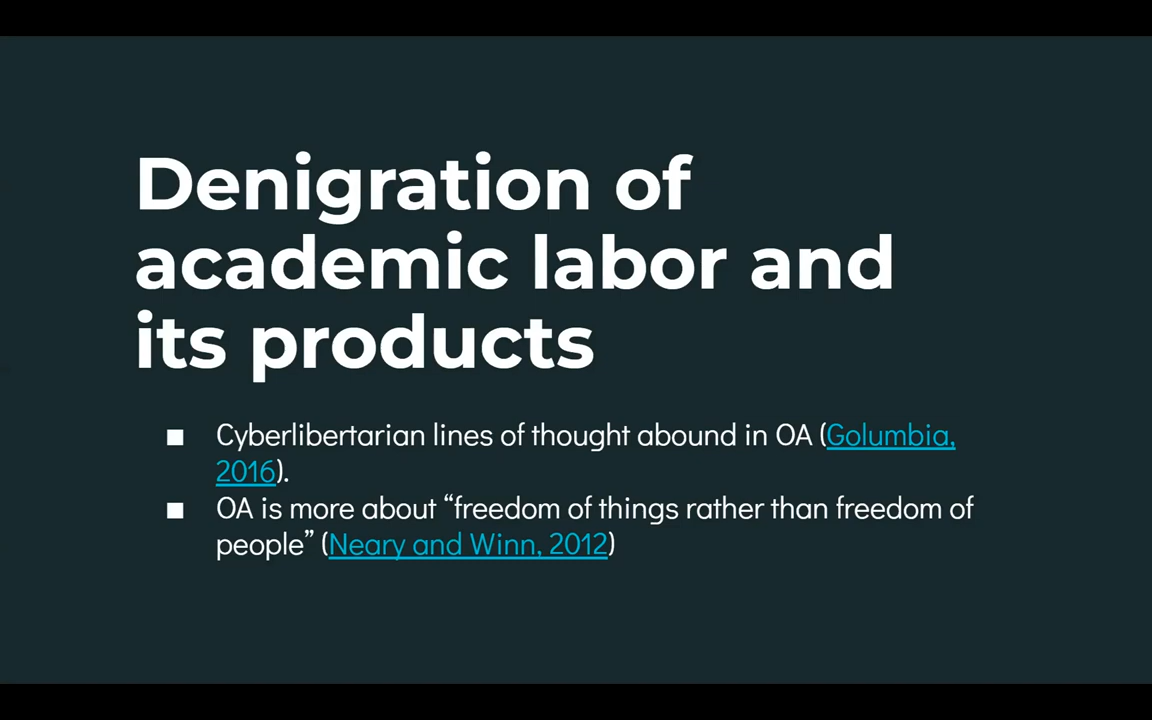 Denigration of
academic labor and
its products
■ Cyberlibertarian lines of thought abound in OA (Golumbia,
2016).
■ OA is more about “freedom of things rather than freedom of
people” (Neary and Winn, 2012)